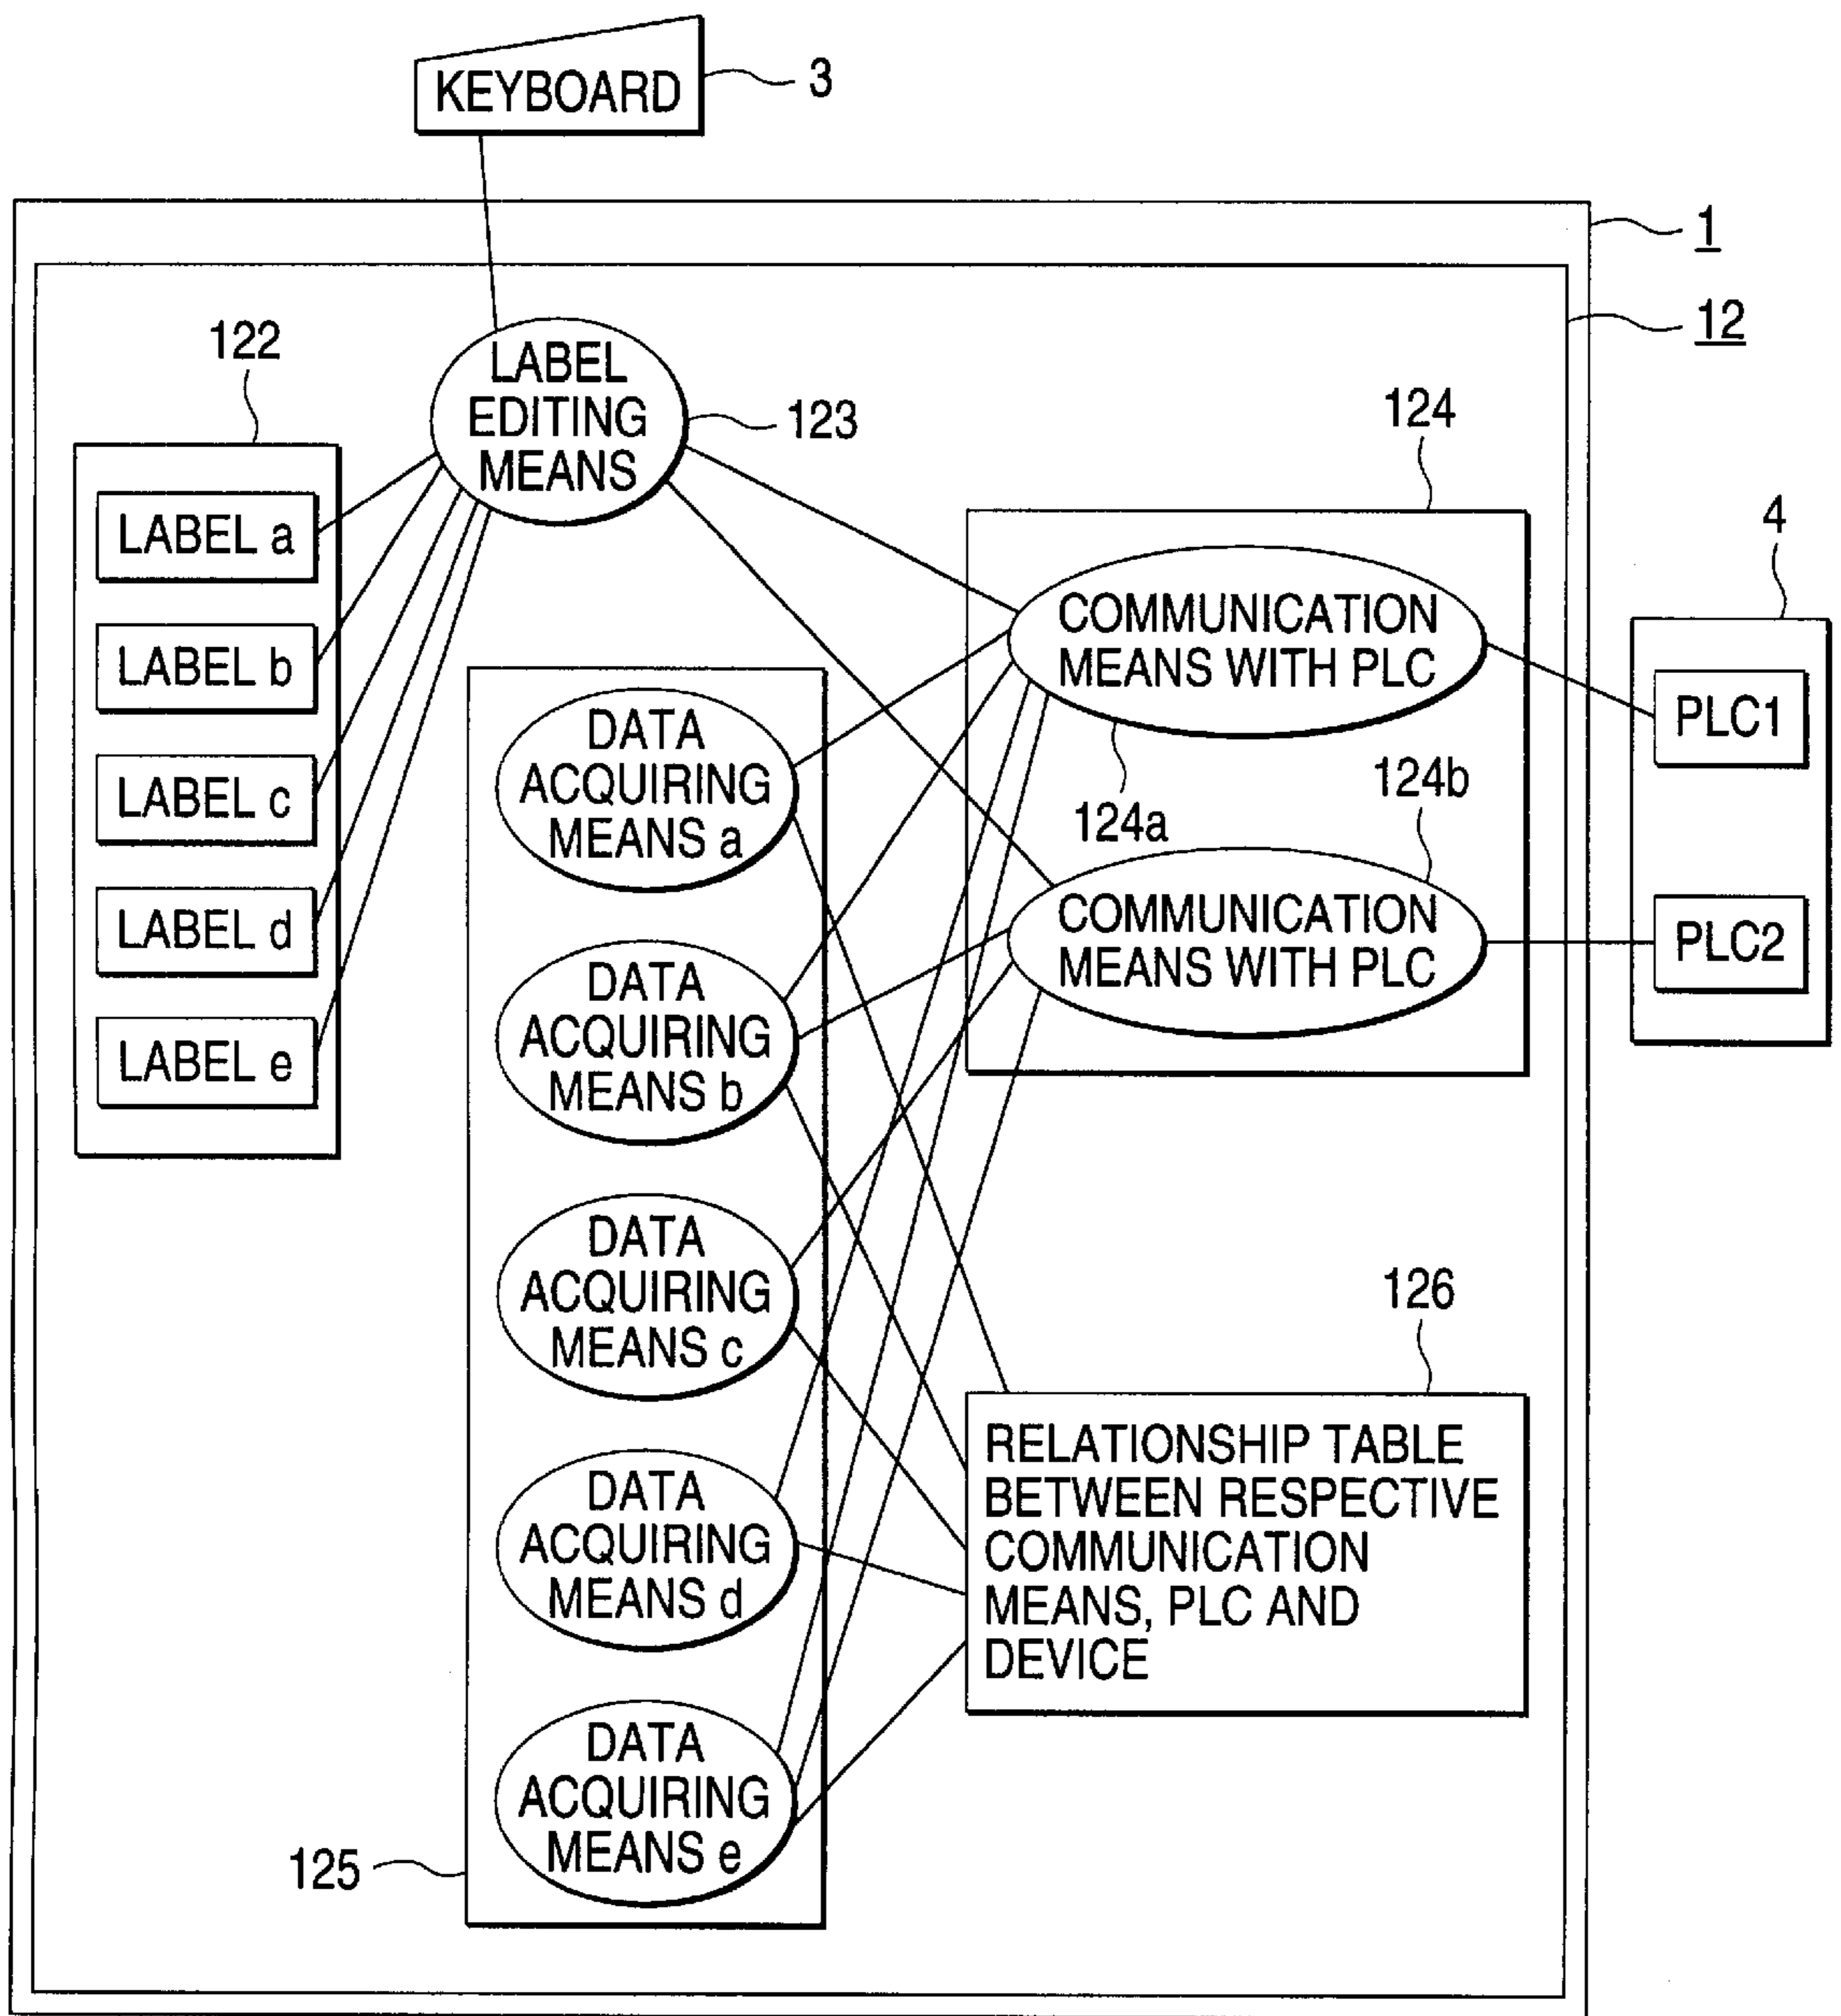 KEYBOARD
3
1
12
122
LABEL
EDITING
MEANS
123
124
4
LABEL a
LABEL b
LABEL c
LABEL d
LABEL e
COMMUNICATION
MEANS WITH PLC
124a
124b
COMMUNICATION
MEANS WITH PLC
PLC1
PLC2
DATA
ACQUIRING
MEANS a
DATA
ACQUIRING
MEANS b
DATA
ACQUIRING
MEANS c
DATA
ACQUIRING
MEANS d
DATA
ACQUIRING
MEANS e
125
126
RELATIONSHIP TABLE
BETWEEN RESPECTIVE
COMMUNICATION
MEANS, PLC AND
DEVICE